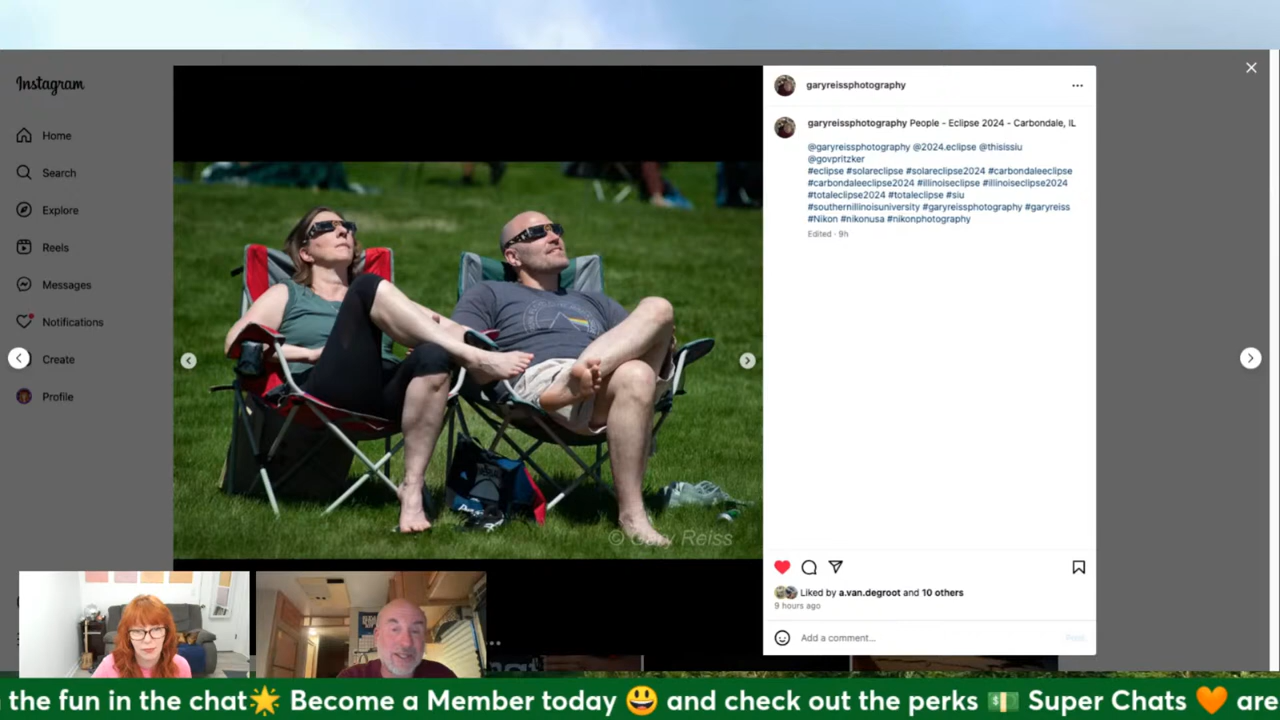 Instagram
garyreissphotography
...
garyreissphotography People - Eclipse 2024 - Carbondale, IL
Home
@garyreissphotography @2024.eclipse @thisissiu
@govpritzker
Search
#eclipse #solareclipse #solareclipse2024 #carbondaleeclipse
#carbondaleeclipse2024 #illinoiseclipse #illinoiseclipse2024
#totaleclipse2024 #totaleclipse #siu
Explore
#southernillinoisuniversity #garyreissphotography #garyreiss
#Nikon #nikonusa #nikonphotography
Edited · 9h
Reels
Messages
Notifications
Create
Profile
© Gary Reiss
Liked by a.van.degroot and 10 others
9 hours ago
Add a comment...
Post
the fun in the chat🌟 Become a Member today 😃 and check out the perks 💵 Super Chats 🧡 are